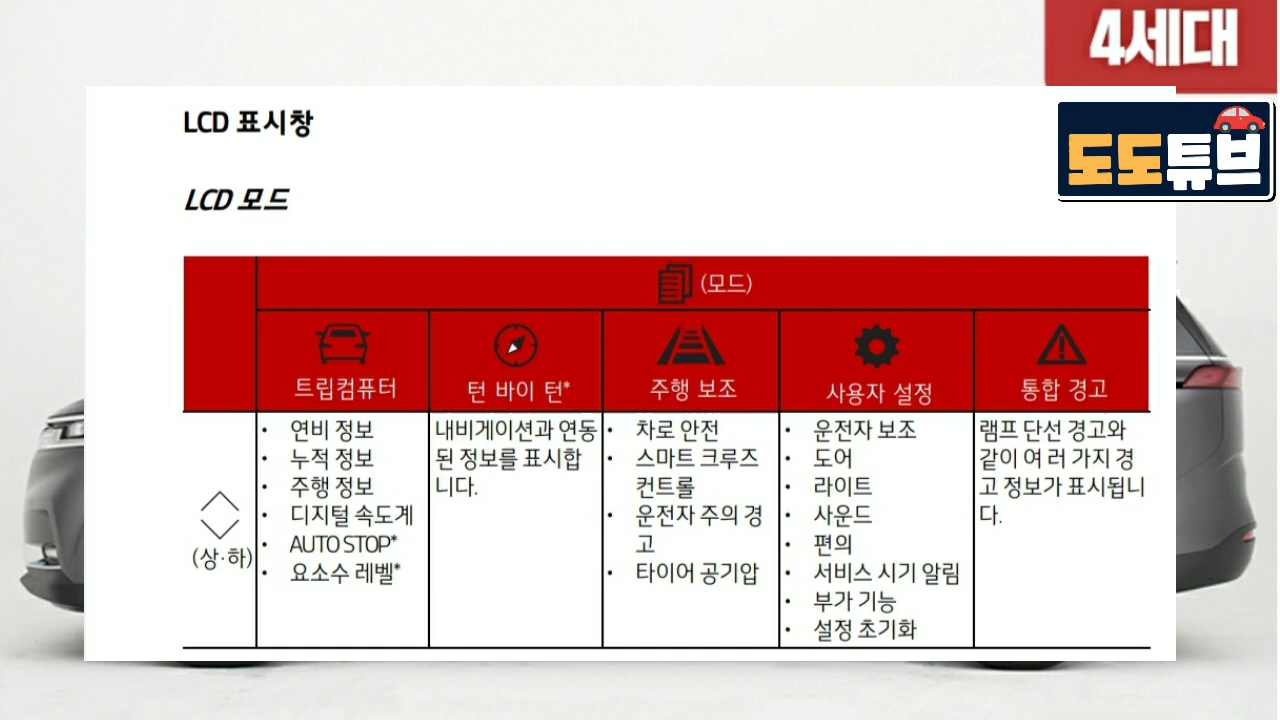 4세대
도도튜브
LCD 표시창
LCD 모드
(모드)
트립컴퓨터
턴 바이 턴*
주행 보조
사용자 설정
통합 경고
(상·하)
• 연비 정보
• 누적 정보
• 주행 정보
• 디지털 속도계
• AUTO STOP*
• 요소수 레벨*
내비게이션과 연동
된 정보를 표시합
니다.
• 차로 안전
• 스마트 크루즈
컨트롤
• 운전자 주의 경
고
• 타이어 공기압
• 운전자 보조
• 도어
• 라이트
• 사운드
• 편의
• 서비스 시기 알림
• 부가 기능
• 설정 초기화
램프 단선 경고와
같이 여 러 가지 경
고 정보가 표시됩니
다.